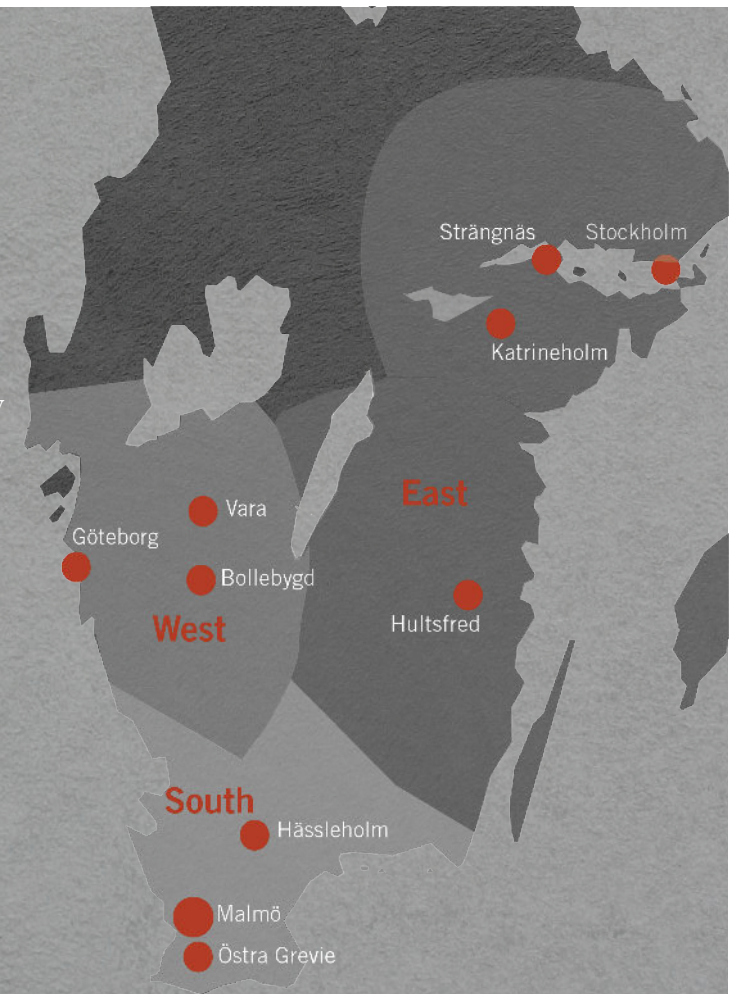 Strängnäs
Stockholm
Katrineholm
East
Vara
Göteborg
Bollebygd
Hultsfred
West
South
Hässleholm
Malmö
Östra Grevie